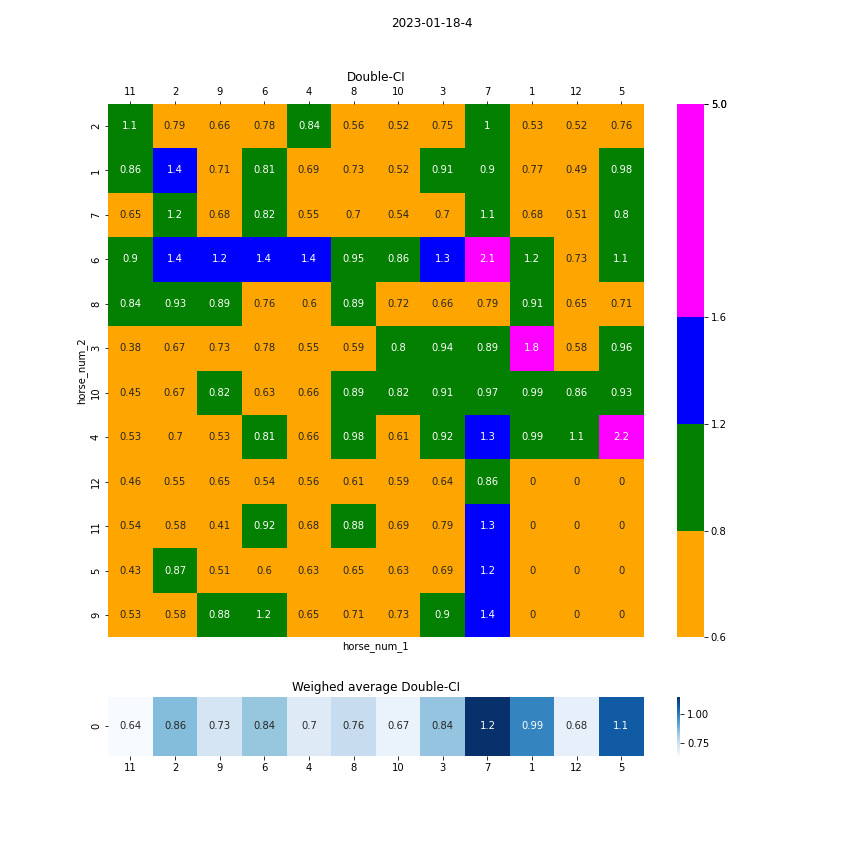 2023-01-18-4
Double-CI
11 2 9 6 4 8 10 3 7 1 12 5
5.0
2 1.1 0.79 0.66 0.78 0.84 0.56 0.52 0.75 1 0.53 0.52 0.76
1 0.86 1.4 0.71 0.81 0.69 0.73 0.52 0.91 0.9 0.77 0.49 0.98
7 0.65 1.2 0.68 0.82 0.55 0.7 0.54 0.7 1.1 0.68 0.51 0.8
6 0.9 1.4 1.2 1.4 1.4 0.95 0.86 1.3 2.1 1.2 0.73 1.1
8 0.84 0.93 0.89 0.76 0.6 0.89 0.72 0.66 0.79 0.91 0.65 0.71
1.6
3 0.38 0.67 0.73 0.78 0.55 0.59 0.8 0.94 0.89 1.8 0.58 0.96
horse_num_2
10 0.45 0.67 0.82 0.63 0.66 0.89 0.82 0.91 0.97 0.99 0.86 0.93
1.2
4 0.53 0.7 0.53 0.81 0.66 0.98 0.61 0.92 1.3 0.99 1.1 2.2
12 0.46 0.55 0.65 0.54 0.56 0.61 0.59 0.64 0.86 0 0 0
11 0.54 0.58 0.41 0.92 0.68 0.88 0.69 0.79 1.3 0 0 0
0.8
5 0.43 0.87 0.51 0.6 0.63 0.65 0.63 0.69 1.2 0 0 0
9 0.53 0.58 0.88 1.2 0.65 0.71 0.73 0.9 1.4 0 0 0
0.6
horse_num_1
Weighed average Double-CI
0 0.64 0.86 0.73 0.84 0.7 0.76 0.67 0.84 1.2 0.99 0.68 1.1
1.00
0.75
11 2 9 6 4 8 10 3 7 1 12 5